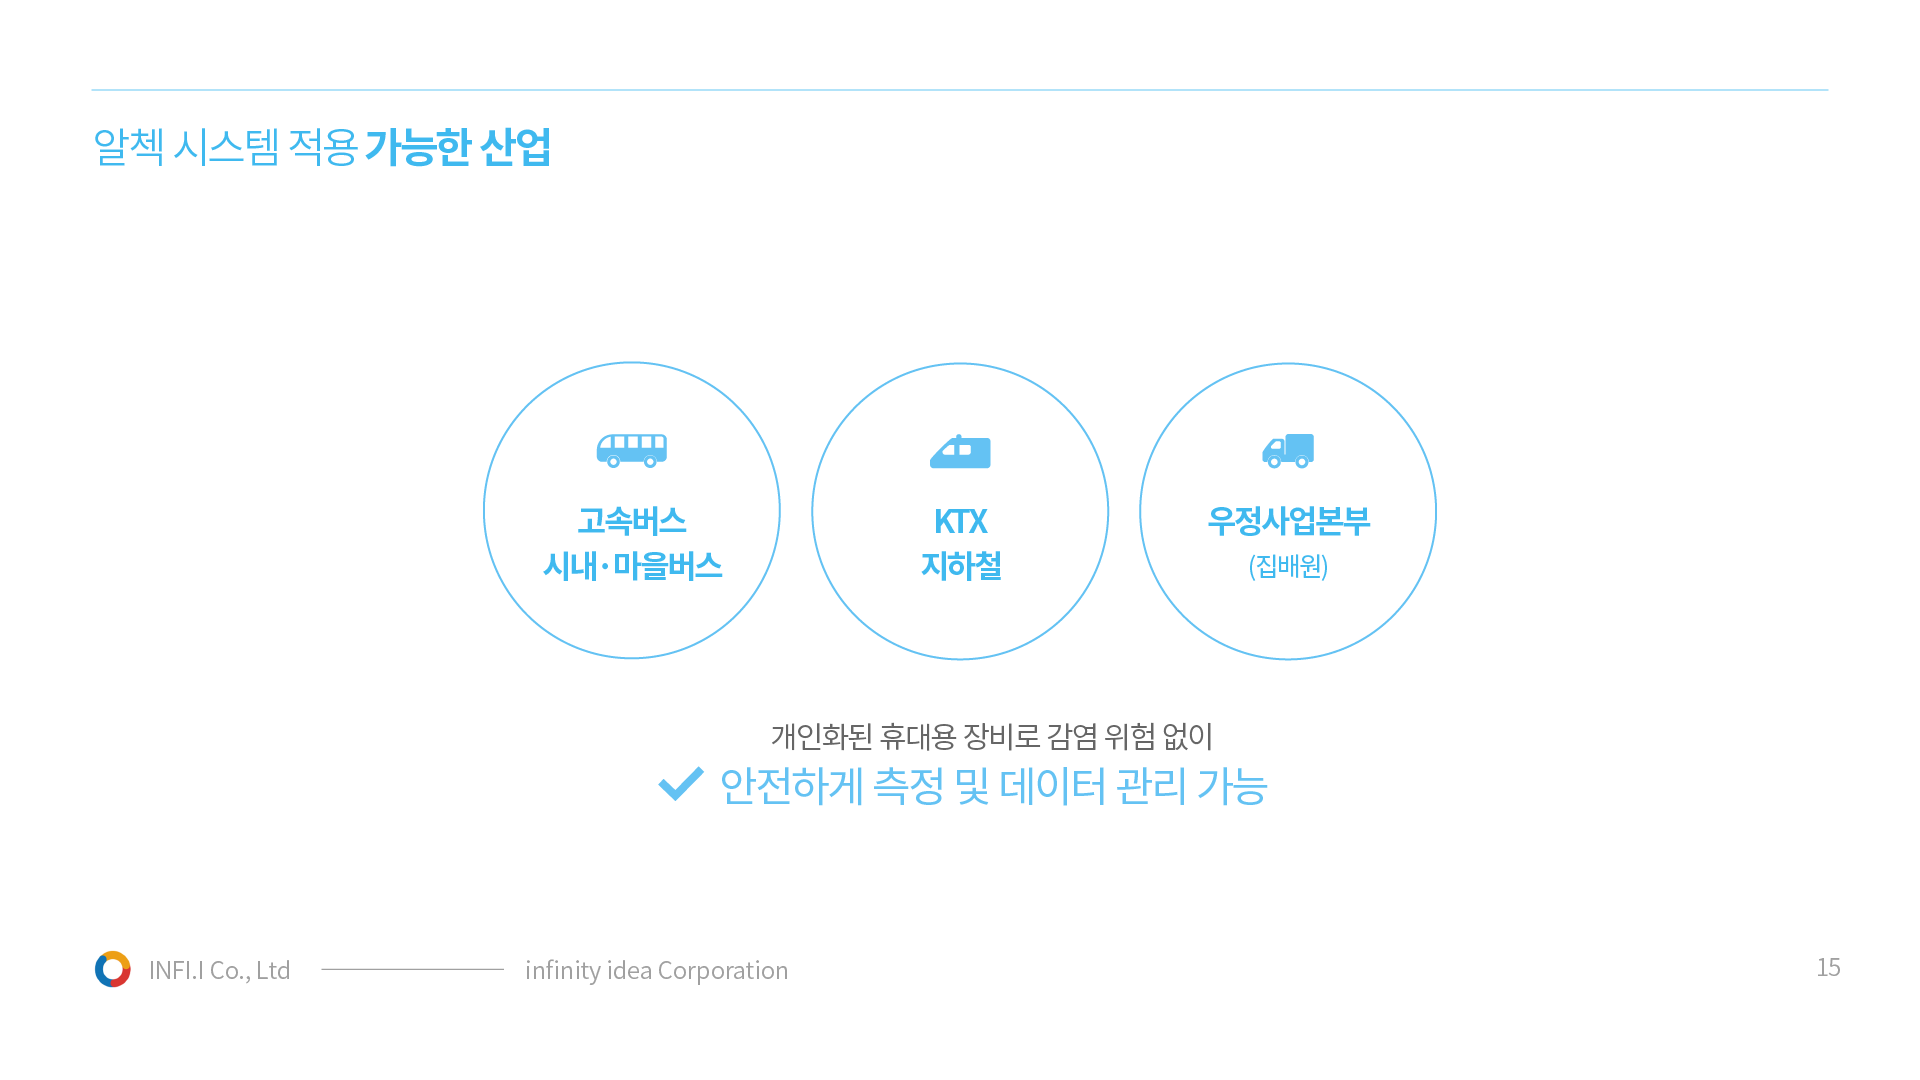 알첵 시스템 적용 가능한 산업
고속버스
시내·마을버스
KTX
지하철
우정사업본부
(집배원)
개인화된 휴대용 장비로 감염 위험 없이
안전하게 측정 및 데이터 관리 가능
INFI.I Co., Ltd
infinity idea Corporation
15